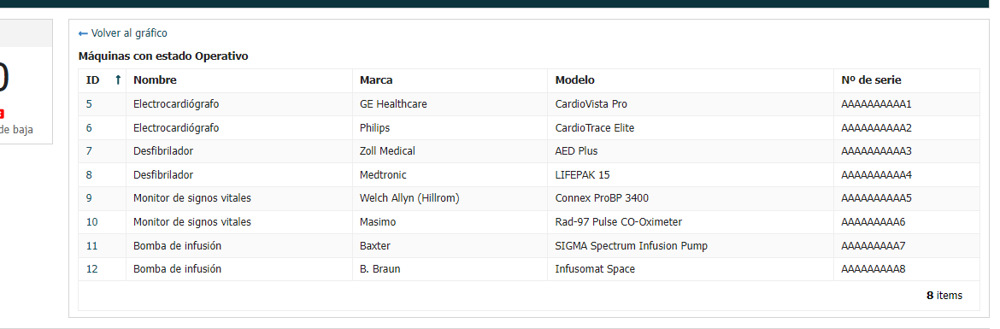 ← Volver al gráfico
Máquinas con estado Operativo
ID ↑ Nombre Marca Modelo Nº de serie
5 Electrocardiógrafo GE Healthcare CardioVista Pro AAAAAAAAAA1
6 Electrocardiógrafo Philips CardioTrace Elite AAAAAAAAAA2
7 Desfibrilador Zoll Medical AED Plus AAAAAAAAAA3
8 Desfibrilador Medtronic LIFEPAK 15 AAAAAAAAAA4
9 Monitor de signos vitales Welch Allyn (Hillrom) Connex ProBP 3400 AAAAAAAAAA5
10 Monitor de signos vitales Masimo Rad-97 Pulse CO-Oximeter AAAAAAAAA6
11 Bomba de infusión Baxter SIGMA Spectrum Infusion Pump AAAAAAAAA7
12 Bomba de infusión B. Braun Infusomat Space AAAAAAAAA8
8 items
de baja